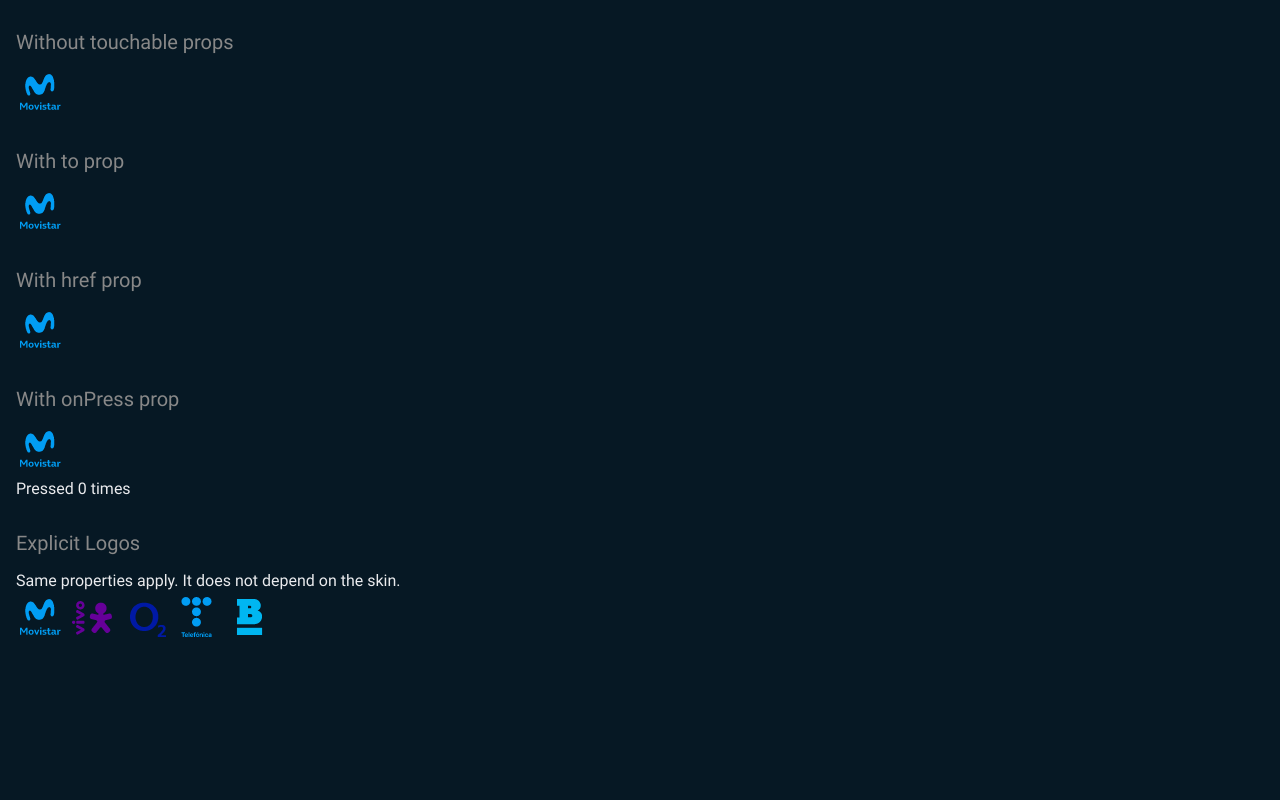 Without touchable props
Movistar
With to prop
Movistar
With href prop
Movistar
With onPress prop
Movistar
Pressed 0 times
Explicit Logos
Same properties apply. It does not depend on the skin.
Movistar vivo O2 Telefónica B